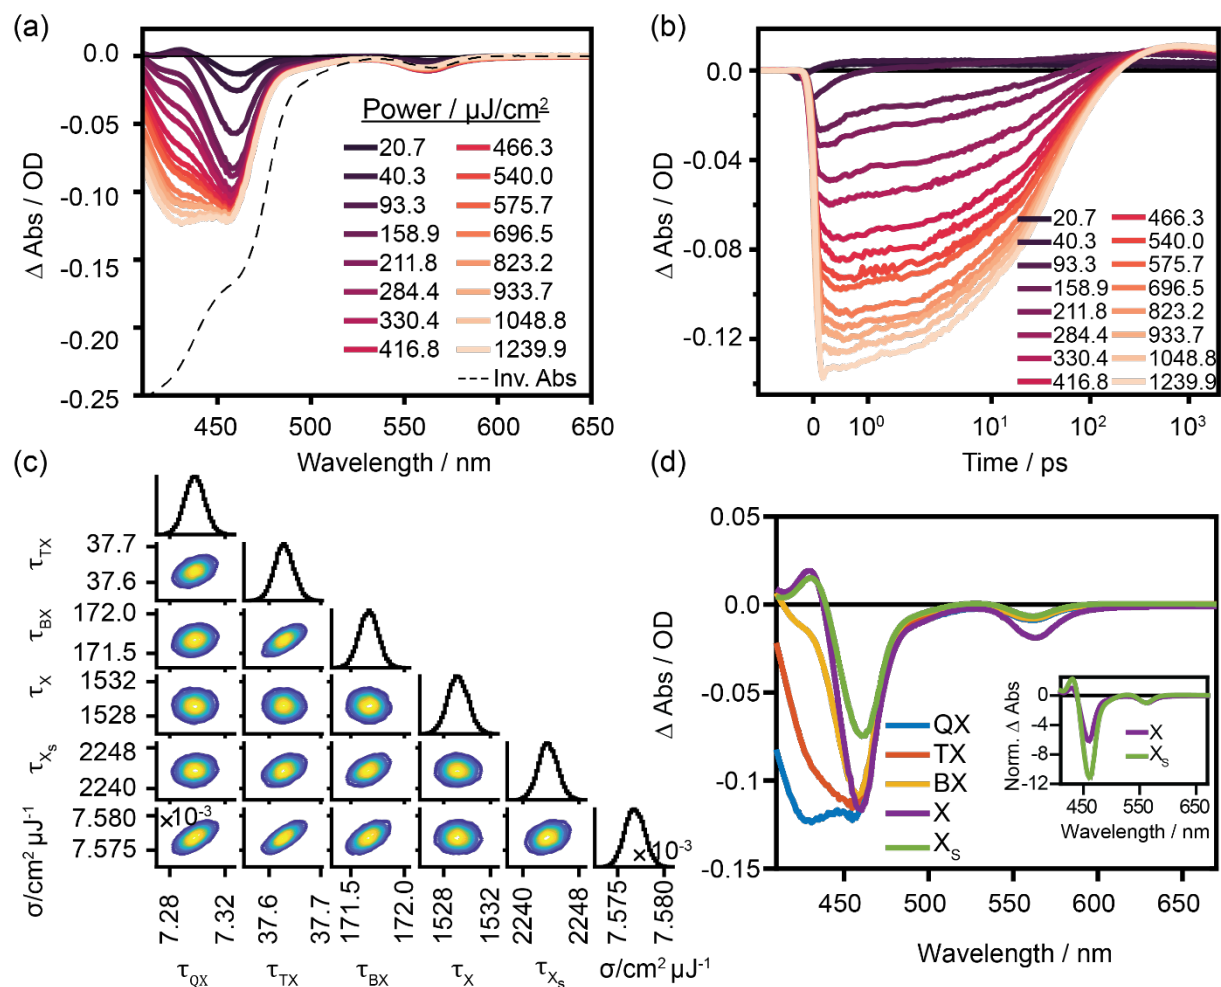 (a)
Δ Abs / OD
0.0
-0.05
-0.10
-0.15
-0.20
-0.25
Power / μJ/cm²
20.7 466.3
40.3 540.0
93.3 575.7
158.9 696.5
211.8 823.2
284.4 933.7
330.4 1048.8
416.8 1239.9
Inv. Abs
450 500 550 600 650
Wavelength / nm
(b)
Δ Abs / OD
0.0
-0.04
-0.08
-0.12
20.7 466.3
40.3 540.0
93.3 575.7
158.9 696.5
211.8 823.2
284.4 933.7
330.4 1048.8
416.8 1239.9
0 10⁰ 10¹ 10² 10³
Time / ps
(c)
τTX 37.7
37.6
τBX 172.0
171.5
τX 1532
1528
τXs 2248
2240
σ/cm² μJ⁻¹ 7.580
7.575
×10⁻³
× 10⁻³
7.28 7.32 37.6 37.7 171.5 172.0 1528 1532 2240 2248 7.575 7.580
τQX τTX τBX τX τXs σ/cm² μJ⁻¹
(d)
Δ Abs / OD
0.05
0.0
-0.05
-0.10
-0.15
QX
TX
BX
X
Xs
Norm. Δ Abs
0
-4
-8
-12
X
Xs
450 550 650
Wavelength / nm
450 500 550 600 650
Wavelength / nm